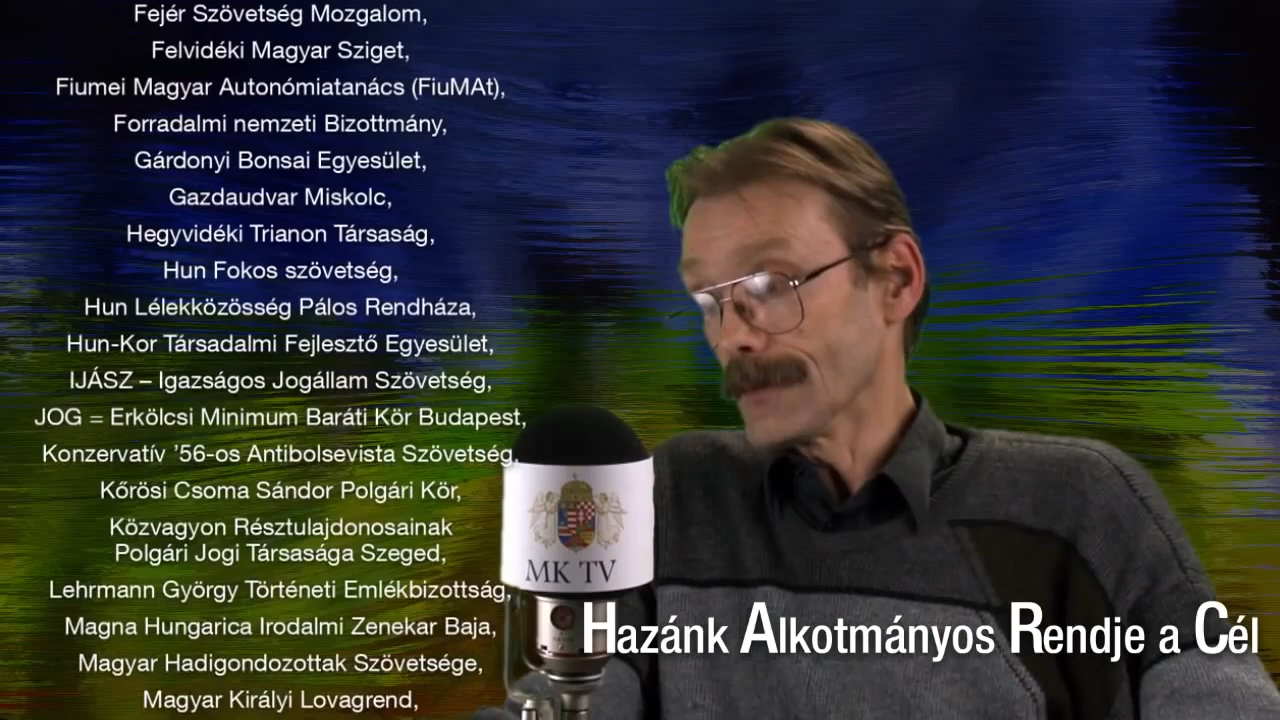 Fejér Szövetség Mozgalom,
Felvidéki Magyar Sziget,
Fiumei Magyar Autonómiatanács (FiuMAt),
Forradalmi nemzeti Bizottmány,
Gárdonyi Bonsai Egyesület,
Gazdaudvar Miskolc,
Hegyvidéki Trianon Társaság,
Hun Fokos szövetség,
Hun Lélekközösség Pálos Rendháza,
Hun-Kor Társadalmi Fejlesztő Egyesület,
IJÁSZ – Igazságos Jogállam Szövetség,
JOG = Erkölcsi Minimum Baráti Kör Budapest,
Konzervatív ’56-os Antibolsevista Szövetség,
Kőrösi Csoma Sándor Polgári Kör,
Közvagyon Résztulajdonosainak
Polgári Jogi Társasága Szeged,
Lehrmann György Történeti Emlékbizottság,
Magna Hungarica Irodalmi Zenekar Baja,
Magyar Hadigondozottak Szövetsége,
Magyar Királyi Lovagrend,
MK TV
Hazánk Alkotmányos Rendje a Cél